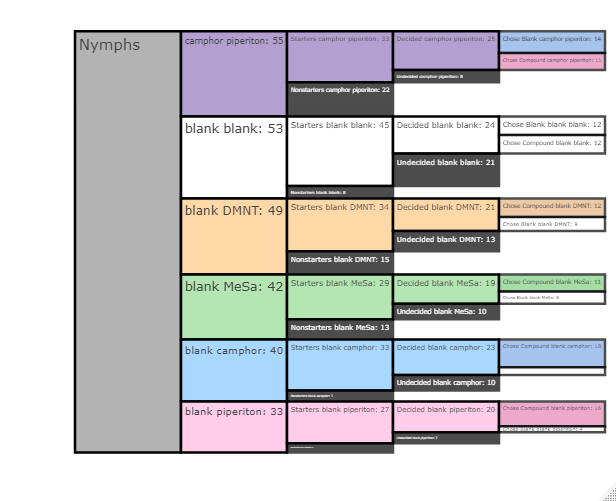 Nymphs
camphor piperiton: 55
Starters camphor piperiton: 33
Decided camphor piperiton: 25
Chose Blank camphor piperiton: 14
Chose Compound camphor piperiton: 11
Undecided camphor piperiton: 8
Nonstarters camphor piperiton: 22
blank blank: 53
Starters blank blank: 45
Decided blank blank: 24
Chose Blank blank blank: 12
Chose Compound blank blank: 12
Undecided blank blank: 21
Nonstarters blank blank: 8
blank DMNT: 49
Starters blank DMNT: 34
Decided blank DMNT: 21
Chose Compound blank DMNT: 12
Chose Blank blank DMNT: 9
Undecided blank DMNT: 13
Nonstarters blank DMNT: 15
blank MeSa: 42
Starters blank MeSa: 29
Decided blank MeSa: 19
Chose Compound blank MeSa: 11
Chose Blank blank MeSa: 8
Undecided blank MeSa: 10
Nonstarters blank MeSa: 13
blank camphor: 40
Starters blank camphor: 33
Decided blank camphor: 23
Chose Compound blank camphor: 18
Undecided blank camphor: 10
Nonstarters blank camphor: 7
blank piperiton: 33
Starters blank piperiton: 27
Decided blank piperiton: 20
Chose Compound blank piperiton: 16
Chose Blank blank piperiton: 4
Undecided blank piperiton: 7